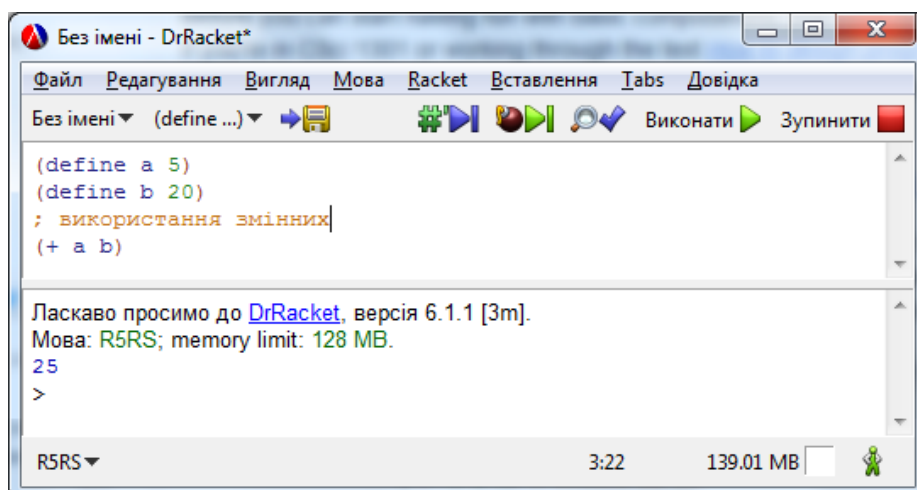 Без імені - DrRacket*
Файл Редагування Вигляд Мова Racket Вставлення Tabs Довідка
Без імені (define ...) Виконати Зупинити
(define a 5)
(define b 20)
; використання змінних
(+ a b)
Ласкаво просимо до DrRacket, версія 6.1.1 [3m].
Мова: R5RS; memory limit: 128 MB.
25
>
R5RS 3:22 139.01 MB